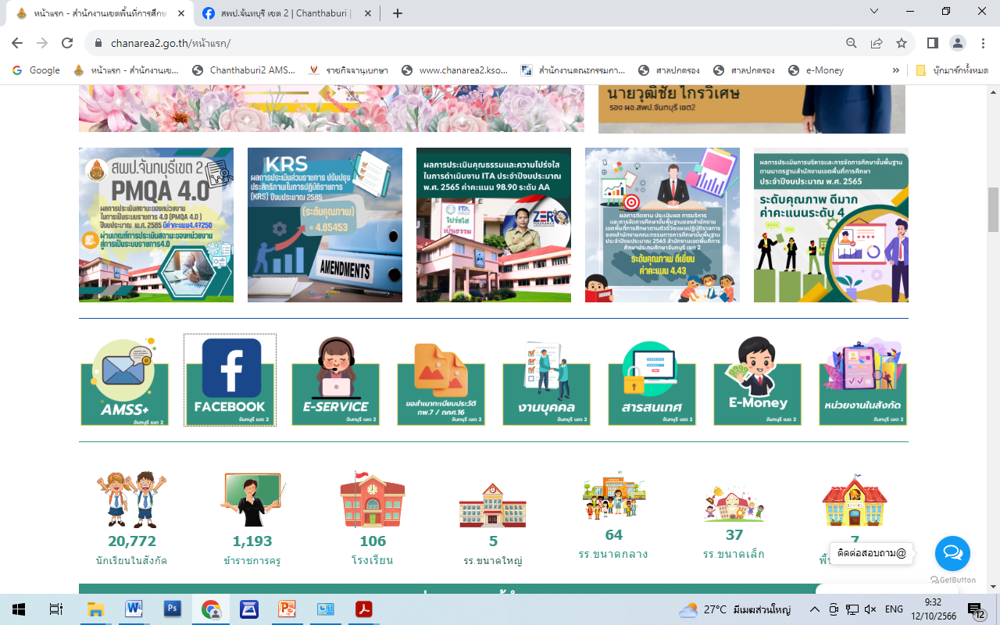 หน้าแรก - สำนักงานเขตพื้นที่การศึกษ
สพป.จันทบุรี เขต 2 | Chanthaburi |
chanarea2.go.th/หน้าแรก/
Google
หน้าแรก - สำนักงานเข...
Chanthaburi2 AMS...
ราชกิจจานุเบกษา
www.chanarea2.kso...
สำนักงานคณะกรรมกา...
ศาลปกครอง
ศาลปกครอง
e-Money
»
บุ๊กมาร์กทั้งหมด
นายวุฒิชัย ไกรวิเศษ
รอง ผอ.สพป.จันทบุรี เขต2
สพป.จันทบุรีเขต 2
PMQA 4.0
ผลการประเมินสถานะของหน่วยงาน
ในการเป็นระบบราชการ 4.0 (PMQA 4.0 )
ปีงบประมาณ พ.ศ. 2565 มีค่าคะแนน4.47250
ผ่านเกณฑ์การประเมินสถานะของหน่วยงาน
สู่การเป็นระบบราชการ4.0
KRS
ผลการประเมินส่วนราชการ ปรับปรุง
ประสิทธิภาพในการปฏิบัติราชการ
(KRS) ปีงบประมาณ 2565
(ระดับคุณภาพ)
= 4.65453
AMENDMENTS
ผลการประเมินคุณธรรมและความโปร่งใส
ในการดำเนินงาน ITA ประจำปีงบประมาณ
พ.ศ. 2565 ค่าคะแนน 98.90 ระดับ AA
ITA
โปร่งใส
เป็นธรรม
ZERO
TOLERANCE
ผลการติดตาม ประเมินผล การบริหาร
และการจัดการศึกษาขั้นพื้นฐานของสำนักงาน
เขตพื้นที่การศึกษาตามตัวชี้วัดแผนปฏิบัติราชการ
ของสำนักงานคณะกรรมการการศึกษาขั้นพื้นฐาน
ประจำปีงบประมาณ 2565 สำนักงานเขตพื้นที่การ
ศึกษาประถมศึกษาจันทบุรี เขต 2
ระดับคุณภาพ ดีเยี่ยม
ค่าคะแนน 4.43
ผลการประเมินการบริหารและการจัดการศึกษาขั้นพื้นฐาน
ตามมาตรฐานสำนักงานเขตพื้นที่การศึกษา
ประจำปีงบประมาณ พ.ศ. 2565
ระดับคุณภาพ ดีมาก
ค่าคะแนนระดับ 4
AMSS+
จันทบุรี เขต 2
FACEBOOK
จันทบุรี เขต 2
E-SERVICE
จันทบุรี เขต 2
ขอสำเนาทะเบียนประวัติ
กพ.7 / กคศ.16
จันทบุรี เขต 2
งานบุคคล
จันทบุรี เขต 2
สารสนเทศ
จันทบุรี เขต 2
E-Money
จันทบุรี เขต 2
หน่วยงานในสังกัด
จันทบุรี เขต 2
SCHOOL
20,772
นักเรียนในสังกัด
1,193
ข้าราชการครู
106
โรงเรียน
5
รร.ขนาดใหญ่
64
รร.ขนาดกลาง
37
รร.ขนาดเล็ก
7
ติดต่อสอบถาม@
GetButton
27°C มีเมฆส่วนใหญ่
ENG
9:32
12/10/2566
12